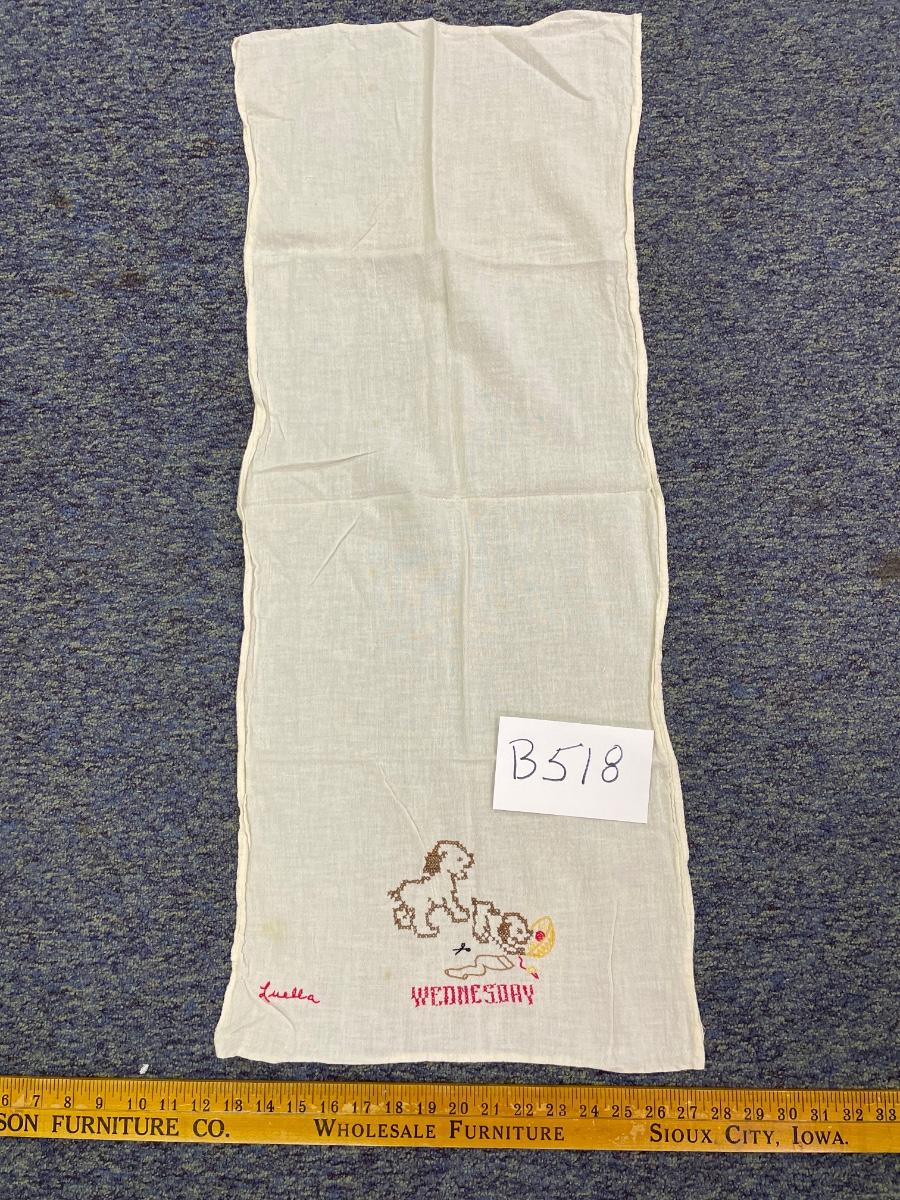 B518
Luella
WEDNESDAY
6 7 8 9 10 11 12 13 14 15 16 17 18 19 20 21 22 23 24 25 26 27 28 29 30 31 32 33
SON FURNITURE CO. WHOLESALE FURNITURE SIOUX CITY, IOWA.